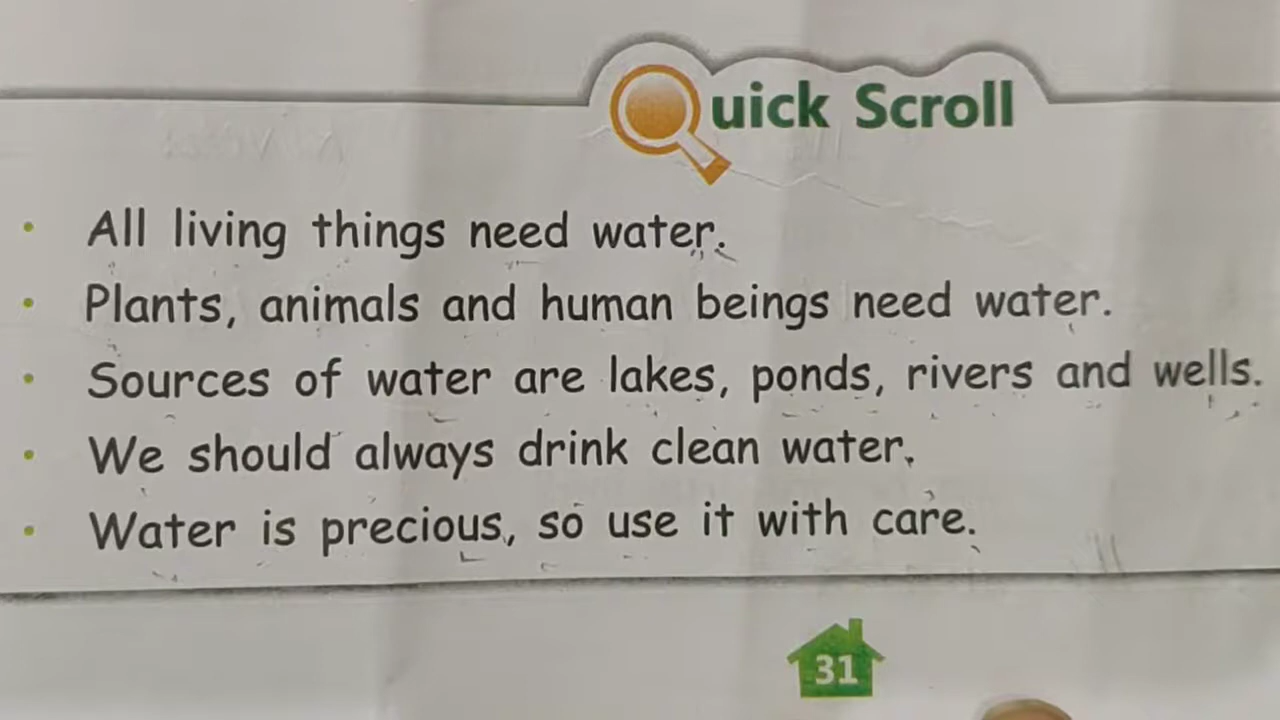 Quick Scroll
• All living things need water.
• Plants, animals and human beings need water.
• Sources of water are lakes, ponds, rivers and wells.
• We should always drink clean water.
• Water is precious, so use it with care.
31